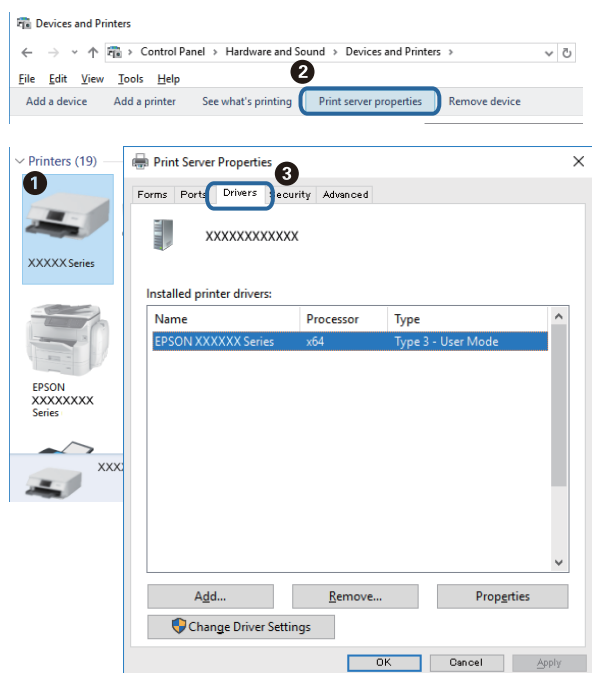 Devices and Printers
Control Panel > Hardware and Sound > Devices and Printers >
File Edit View Tools Help
2
Add a device Add a printer See what's printing Print server properties Remove device
Printers (19)
1
XXXXX Series
EPSON
XXXXXXXX
Series
XXX
Print Server Properties
3
Forms Ports Drivers Security Advanced
XXXXXXXXXXXX
Installed printer drivers:
Name Processor Type
EPSON XXXXXX Series x64 Type 3 - User Mode
Add... Remove... Properties
Change Driver Settings
OK Cancel Apply